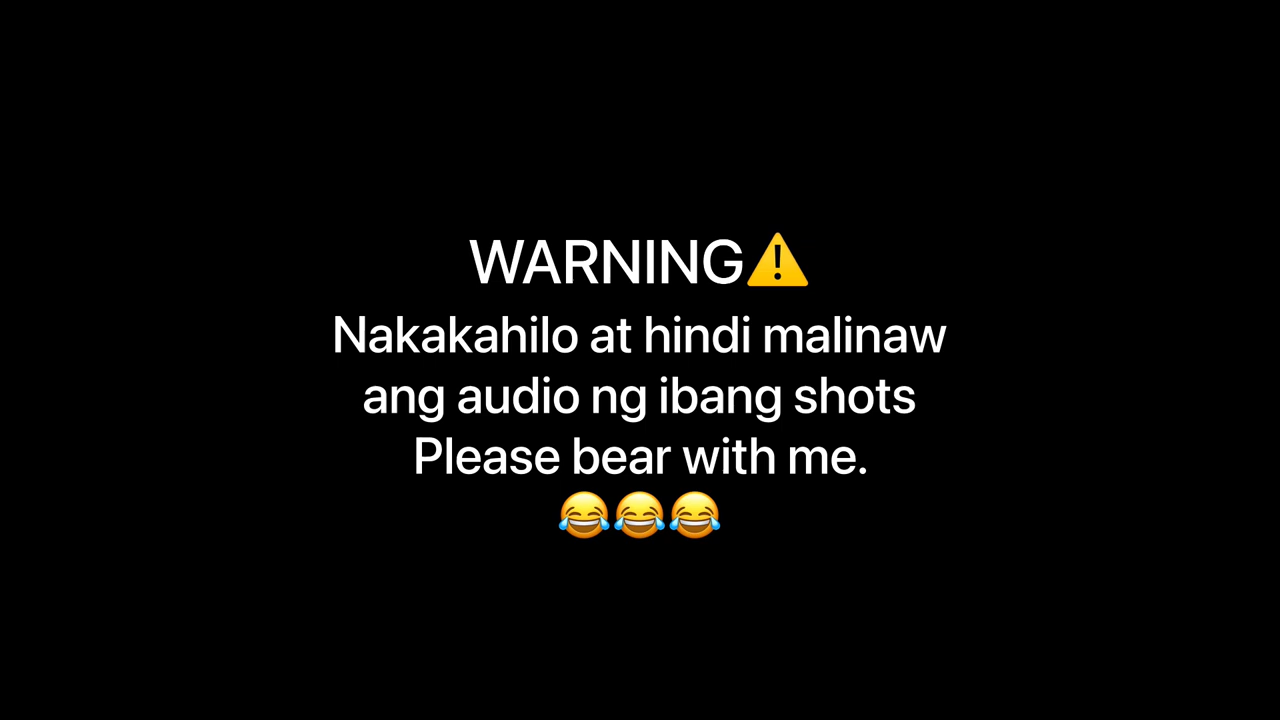 WARNING⚠️
Nakakahilo at hindi malinaw
ang audio ng ibang shots
Please bear with me.
😂😂😂